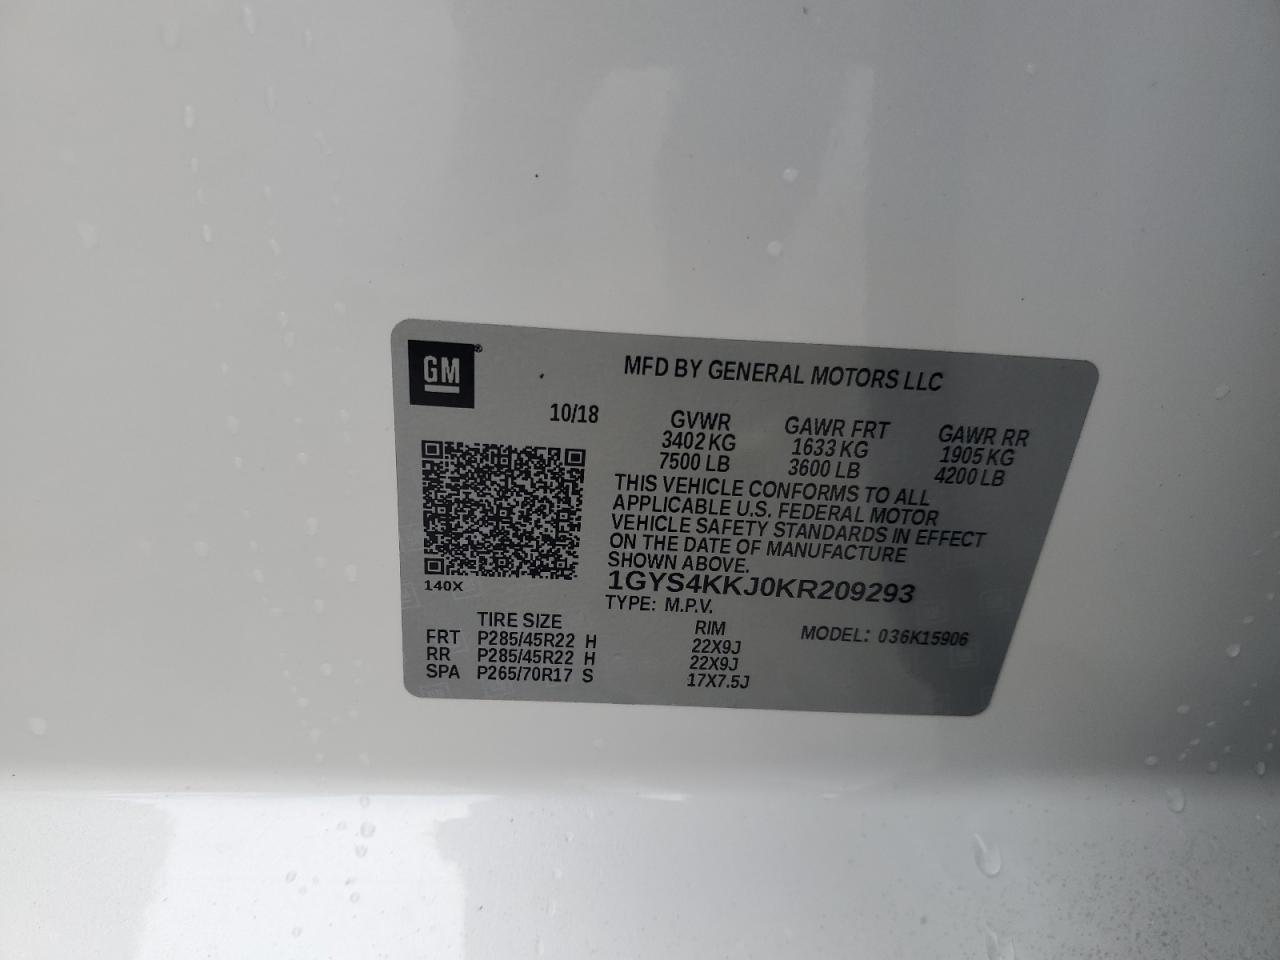 GM®
MFD BY GENERAL MOTORS LLC
10/18
GVWR GAWR FRT GAWR RR
3402 KG 1633 KG 1905 KG
7500 LB 3600 LB 4200 LB
THIS VEHICLE CONFORMS TO ALL
APPLICABLE U.S. FEDERAL MOTOR
VEHICLE SAFETY STANDARDS IN EFFECT
ON THE DATE OF MANUFACTURE
SHOWN ABOVE.
140X
1GYS4KKJ0KR209293
TYPE: M.P.V.
TIRE SIZE RIM MODEL: 036K15906
FRT P285/45R22 H 22X9J
RR P285/45R22 H 22X9J
SPA P265/70R17 S 17X7.5J